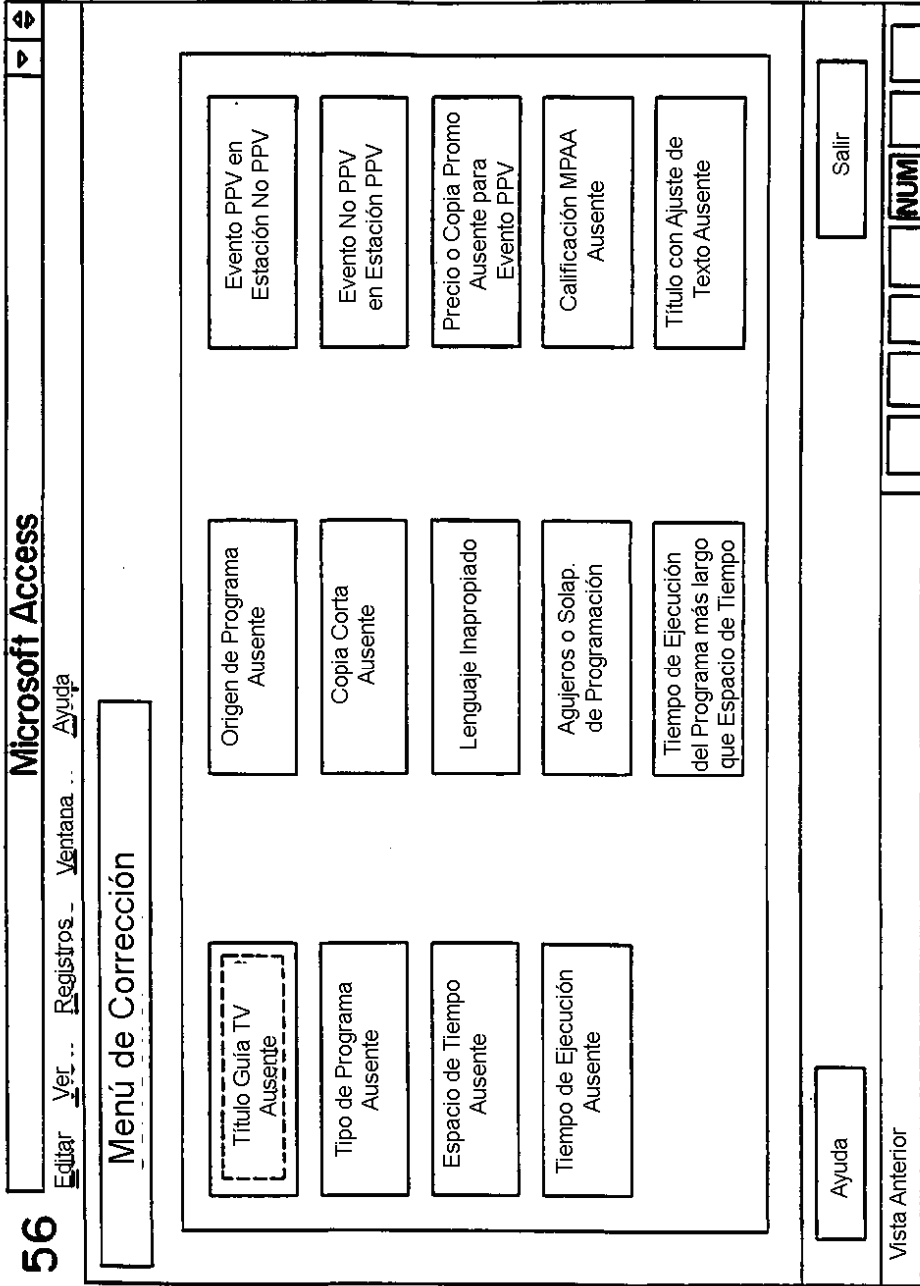 56
Microsoft Access
Editar Ver Registros Ventana Ayuda
Menú de Corrección
Título Guía TV
Ausente
Tipo de Programa
Ausente
Espacio de Tiempo
Ausente
Tiempo de Ejecución
Ausente
Origen de Programa
Ausente
Copia Corta
Ausente
Lenguaje Inapropiado
Agujeros o Solap.
de Programación
Tiempo de Ejecución
del Programa más largo
que Espacio de Tiempo
Evento PPV en
Estación No PPV
Evento No PPV
en Estación PPV
Precio o Copia Promo
Ausente para
Evento PPV
Calificación MPAA
Ausente
Título con Ajuste de
Texto Ausente
Ayuda
Salir
Vista Anterior
NUM